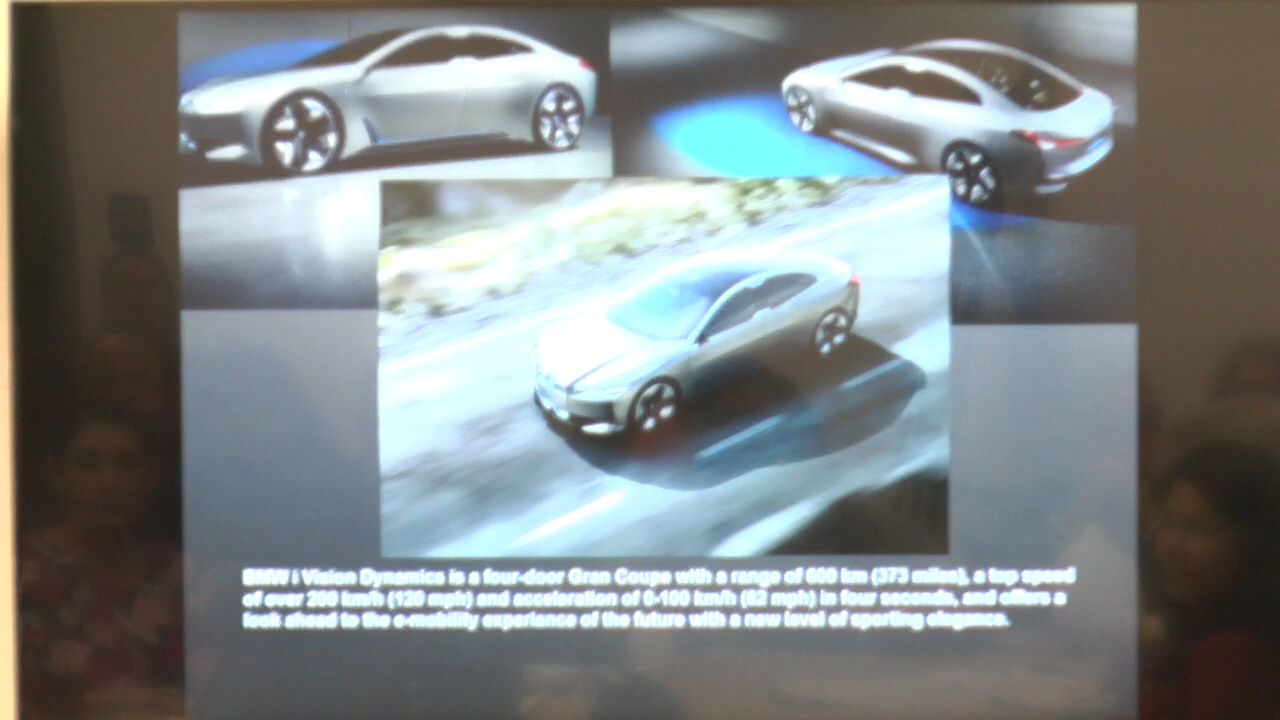 BMW i Vision Dynamics is a four-door Gran Coupe with a range of 600 km (373 miles), a top speed
of over 200 km/h (120 mph) and acceleration of 0-100 km/h (62 mph) in four seconds, and offers a
look ahead to the e-mobility experience of the future with a new level of sporting elegance.